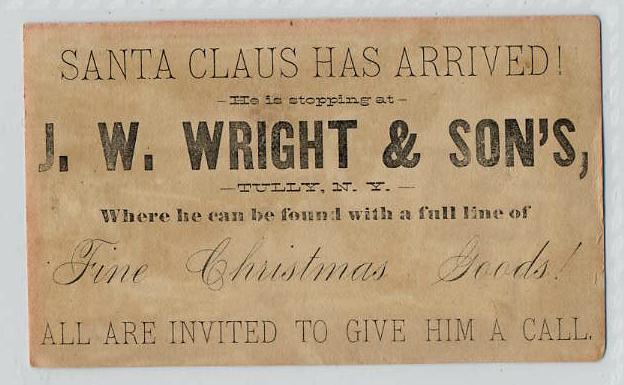 SANTA CLAUS HAS ARRIVED!
– He is stopping at –
J. W. WRIGHT & SON'S,
– TULLY, N. Y. –
Where he can be found with a full line of
Fine Christmas Goods!
ALL ARE INVITED TO GIVE HIM A CALL.